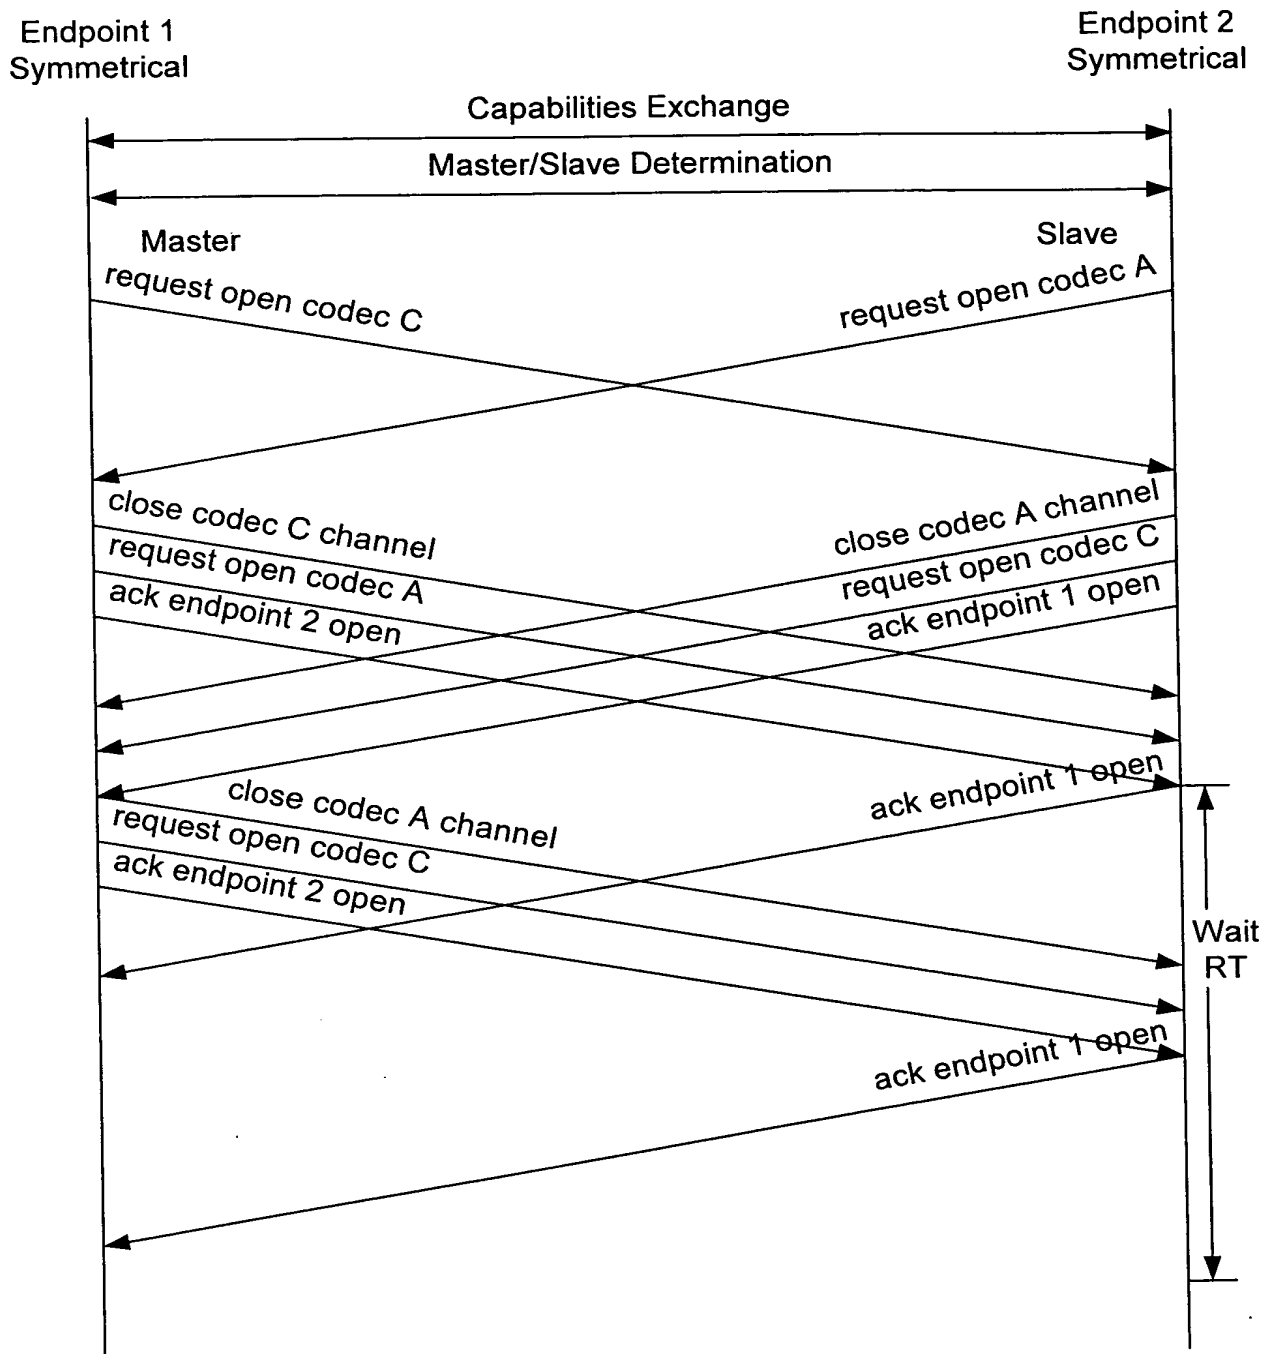 Endpoint 1
Symmetrical
Endpoint 2
Symmetrical
Capabilities Exchange
Master/Slave Determination
Master
Slave
request open codec C
request open codec A
close codec C channel
request open codec A
ack endpoint 2 open
close codec A channel
request open codec C
ack endpoint 1 open
ack endpoint 1 open
close codec A channel
request open codec C
ack endpoint 2 open
Wait
RT
ack endpoint 1 open